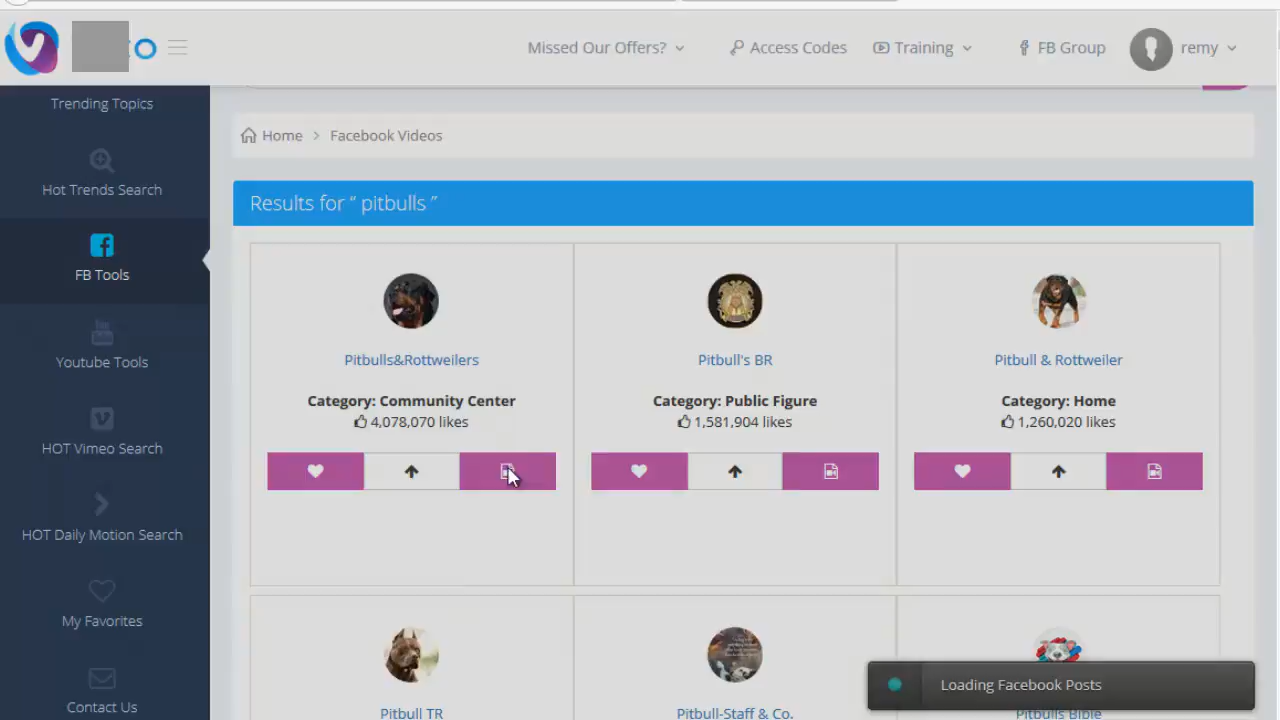 Missed Our Offers?
Access Codes
Training
FB Group
remy
Trending Topics
Hot Trends Search
FB Tools
You
Youtube Tools
HOT Vimeo Search
HOT Daily Motion Search
My Favorites
Contact Us
Home > Facebook Videos
Results for “ pitbulls ”
Pitbulls&Rottweilers
Category: Community Center
4,078,070 likes
Pitbull's BR
Category: Public Figure
1,581,904 likes
Pitbull & Rottweiler
Category: Home
1,260,020 likes
Pitbull TR
Pitbull-Staff & Co.
Pitbulls Bible
Loading Facebook Posts